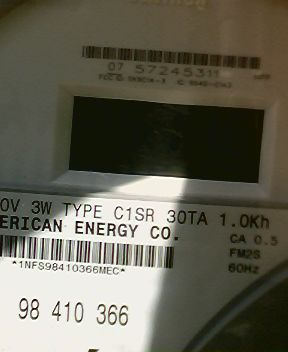 07 57245311
0V 3W TYPE C1SR 30TA 1.0Kh
ERICAN ENERGY CO.
CA 0.5
FM2S
60Hz
*1NFS98410366MEC*
98 410 366